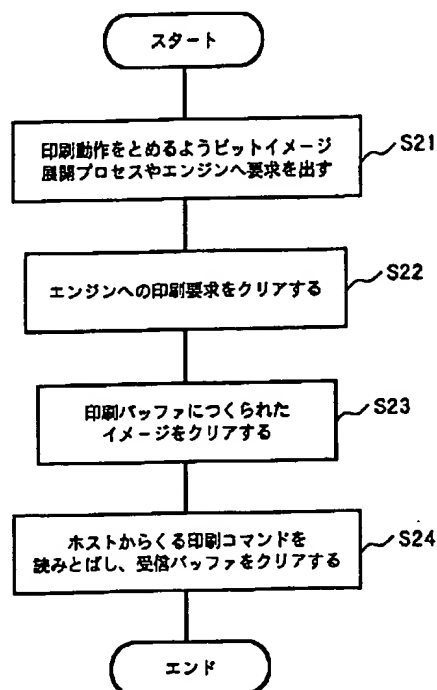 スタート
印刷動作をとめるようビットイメージ
展開プロセスやエンジンへ要求を出す
S21
エンジンへの印刷要求をクリアする
S22
印刷バッファにつくられた
イメージをクリアする
S23
ホストからくる印刷コマンドを
読みとばし、受信バッファをクリアする
S24
エンド